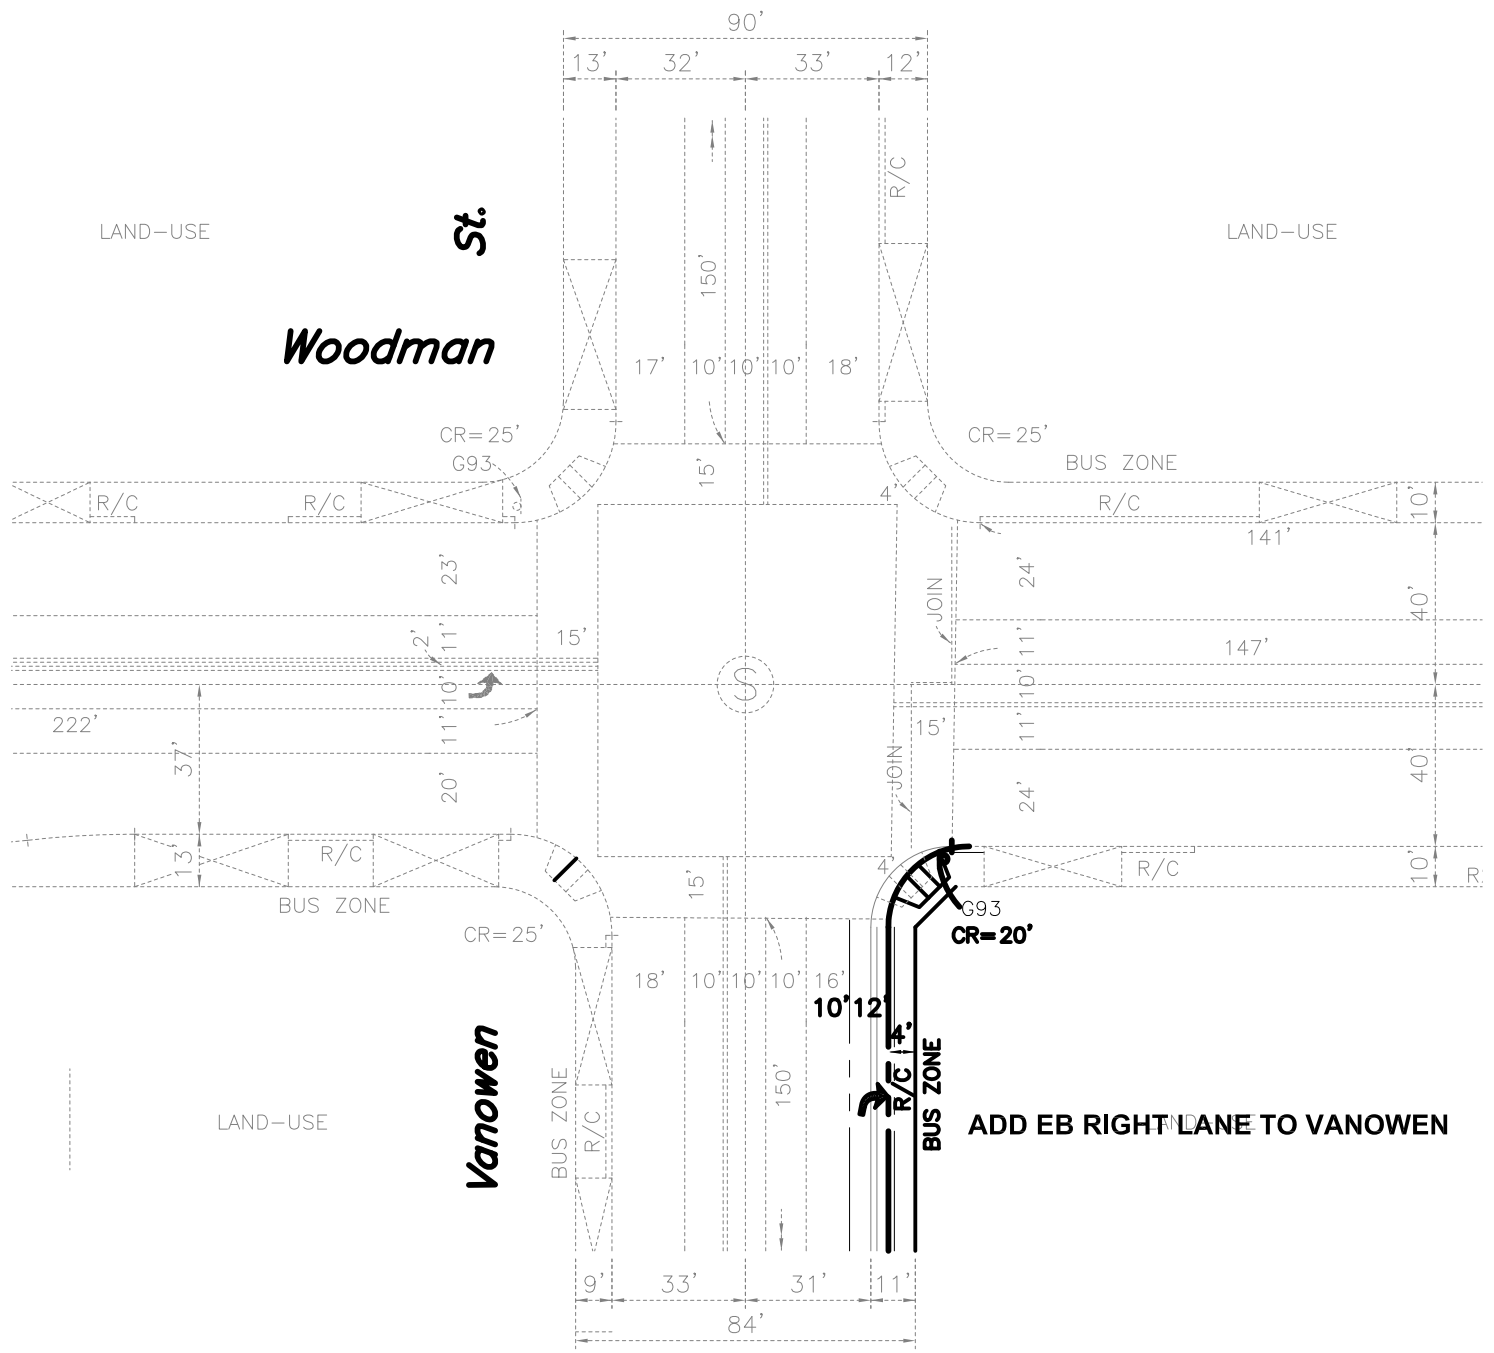 90'
13' 32' 33' 12'
R/C
St.
LAND-USE
LAND-USE
150'
Woodman
17' 10' 10' 10' 18'
CR=25'
CR=25'
G93
BUS ZONE
15'
4'
R/C
R/C
R/C
10'
141'
23'
24'
JOIN
40'
2'
11'
15'
11'
147'
10'
10'
S
222'
11'
11'
15'
37'
JOIN
40'
20'
24'
R/C
13'
4'
R/C
10'
R
15'
BUS ZONE
G93
CR=25'
CR=20'
18' 10' 10' 10' 16'
10' 12'
4'
Vanowen
BUS ZONE
R/C
150'
R/C
BUS ZONE
LAND-USE
LAND-USE
ADD EB RIGHT LANE TO VANOWEN
9' 33' 31' 11'
84'